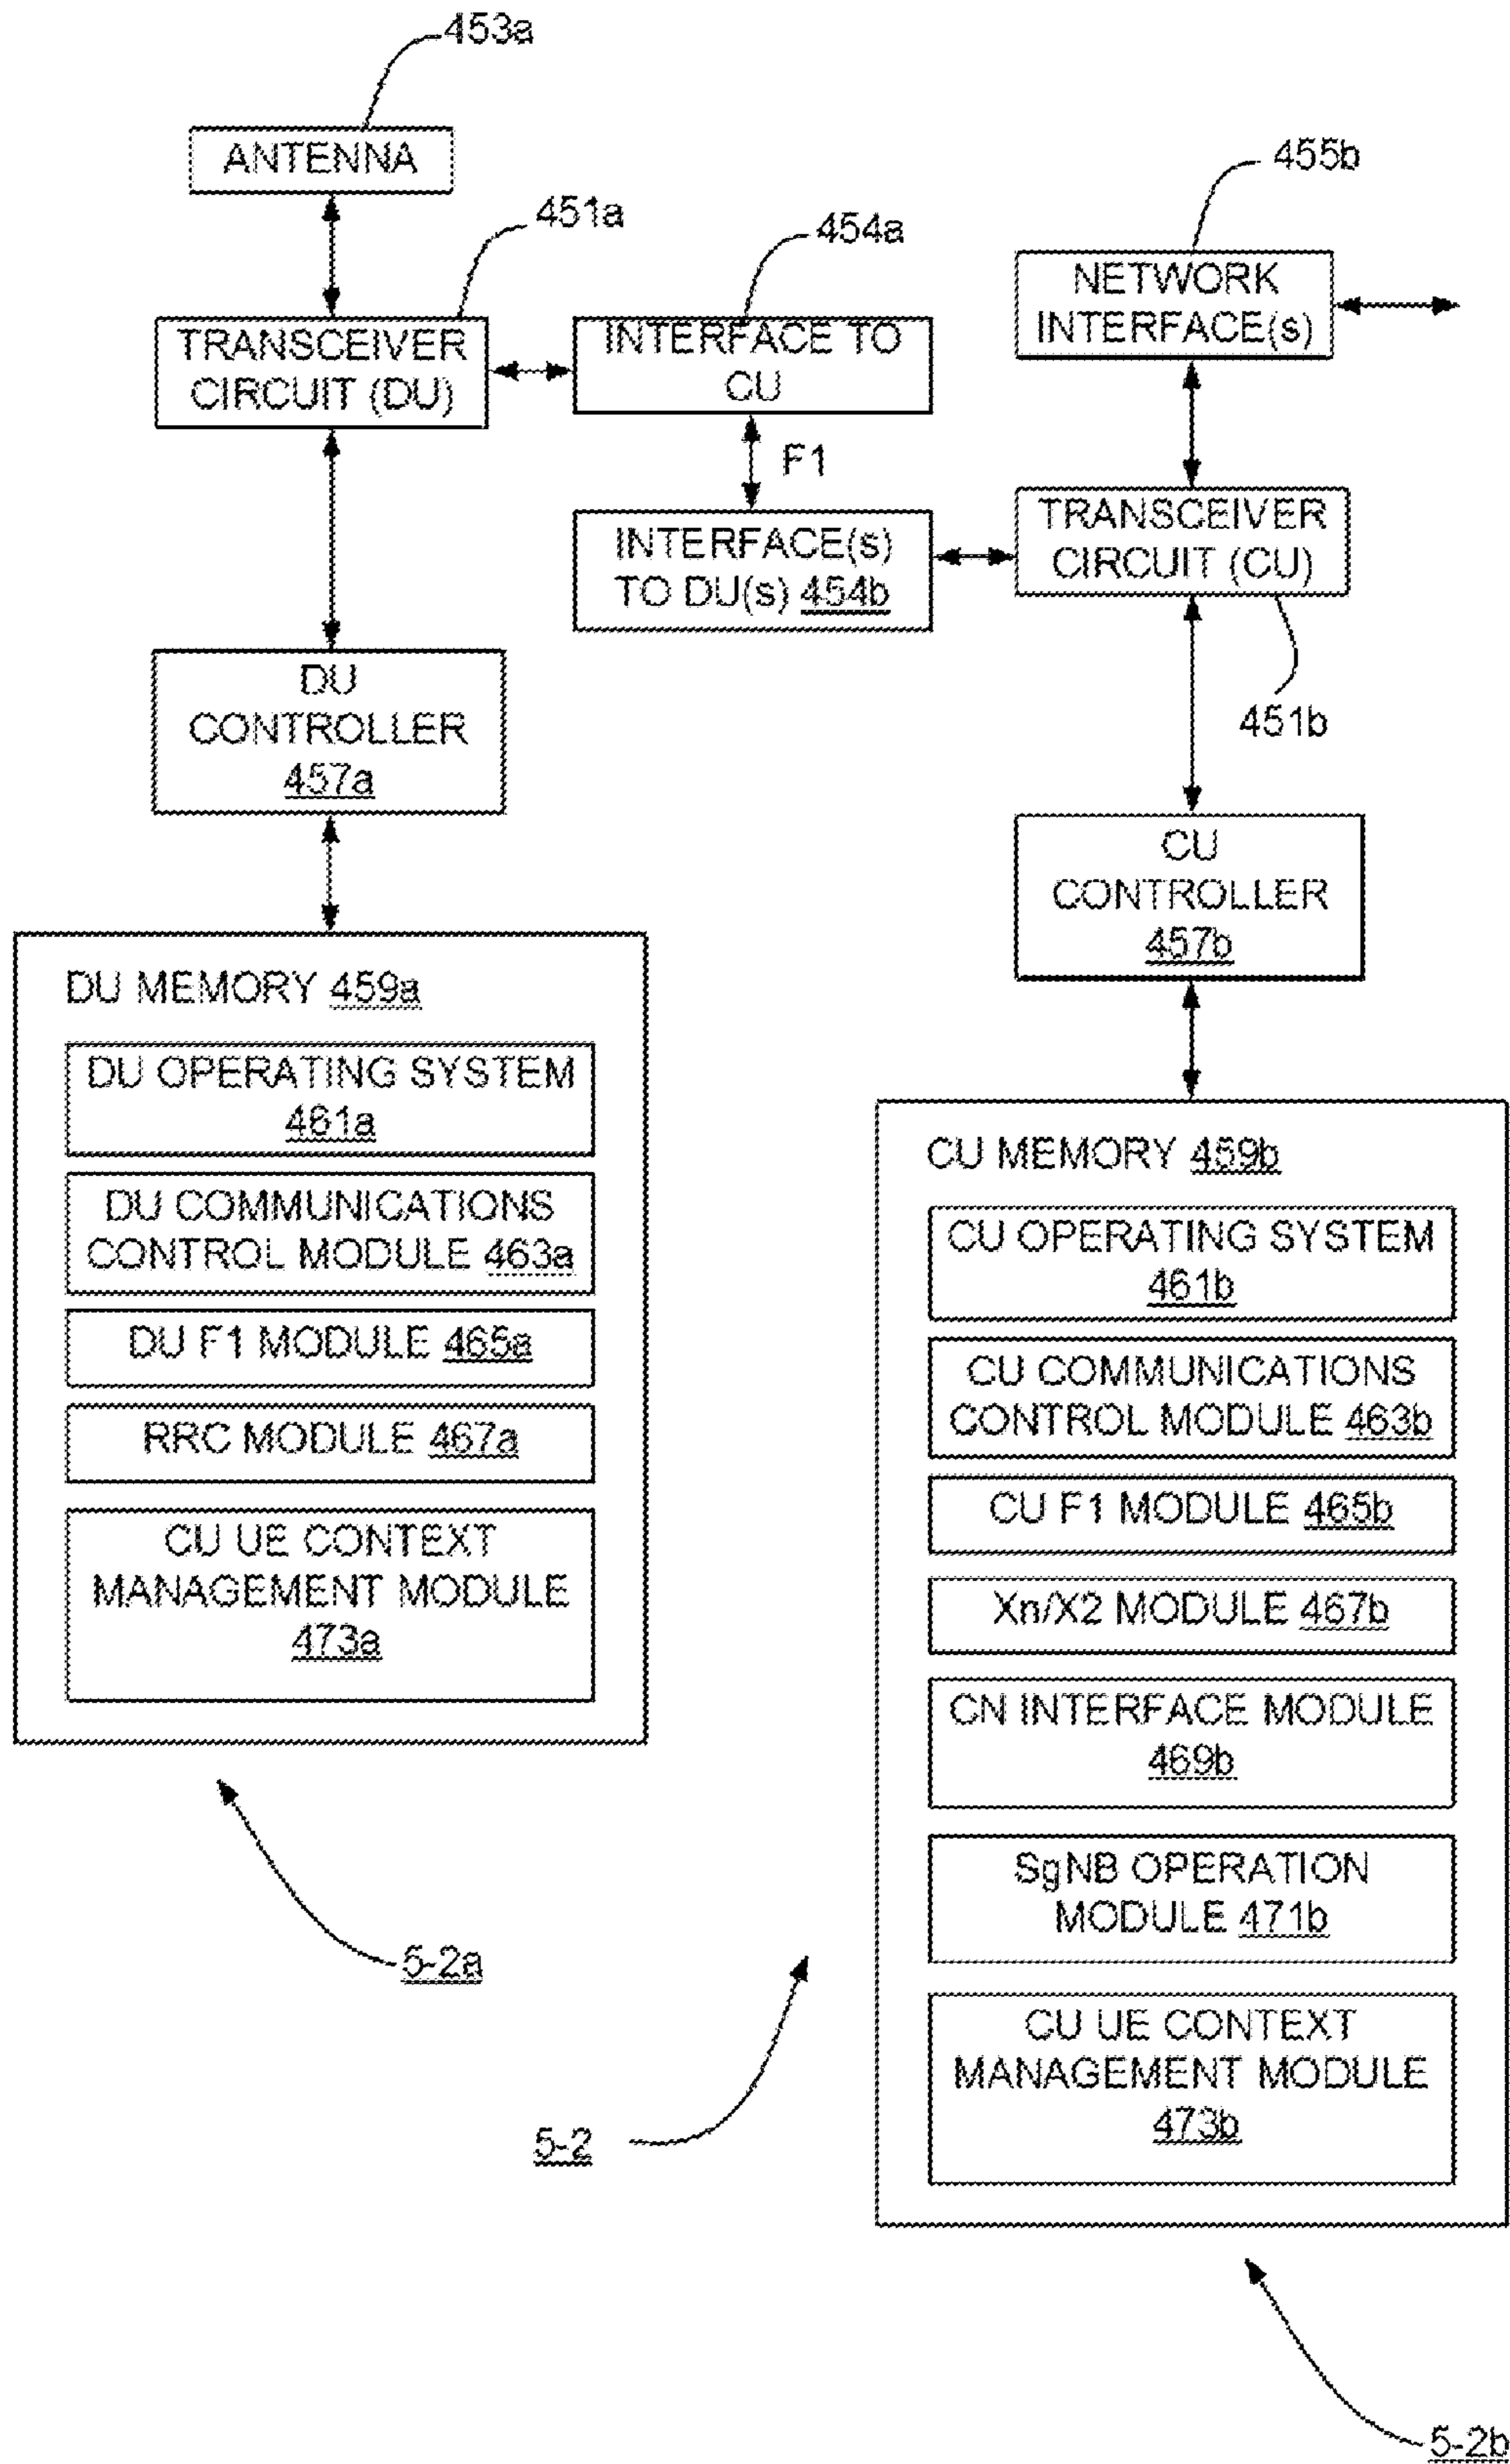 453a
ANTENNA
455b
451a
454a
NETWORK
INTERFACE(s)
TRANSCEIVER
CIRCUIT (DU)
INTERFACE TO
CU
F1
TRANSCEIVER
CIRCUIT (CU)
INTERFACE(s)
TO DU(s) 454b
451b
DU
CONTROLLER
457a
CU
CONTROLLER
457b
DU MEMORY 459a
DU OPERATING SYSTEM
461a
DU COMMUNICATIONS
CONTROL MODULE 463a
DU F1 MODULE 465a
RRC MODULE 467a
CU UE CONTEXT
MANAGEMENT MODULE
473a
CU MEMORY 459b
CU OPERATING SYSTEM
461b
CU COMMUNICATIONS
CONTROL MODULE 463b
CU F1 MODULE 465b
Xn/X2 MODULE 467b
CN INTERFACE MODULE
469b
SgNB OPERATION
MODULE 471b
CU UE CONTEXT
MANAGEMENT MODULE
473b
5-2a
5-2
5-2b